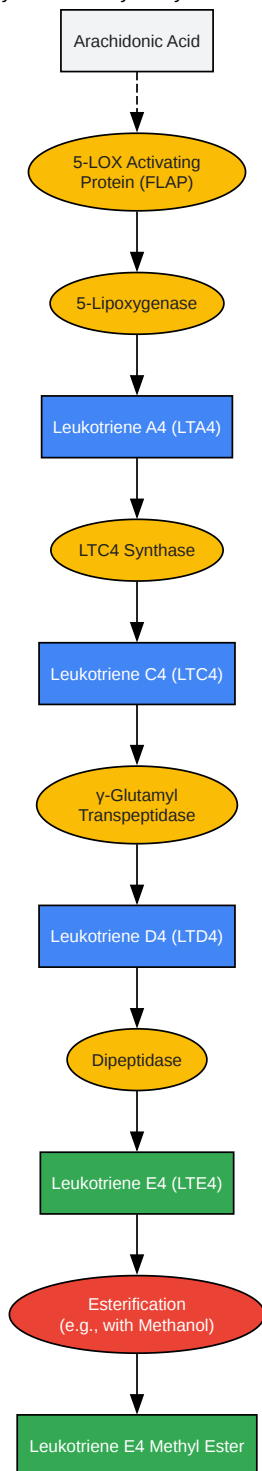 Arachidonic Acid
5-LOX Activating
Protein (FLAP)
5-Lipoxygenase
Leukotriene A4 (LTA4)
LTC4 Synthase
Leukotriene C4 (LTC4)
γ-Glutamyl
Transpeptidase
Leukotriene D4 (LTD4)
Dipeptidase
Leukotriene E4 (LTE4)
Esterification
(e.g., with Methanol)
Leukotriene E4 Methyl Ester